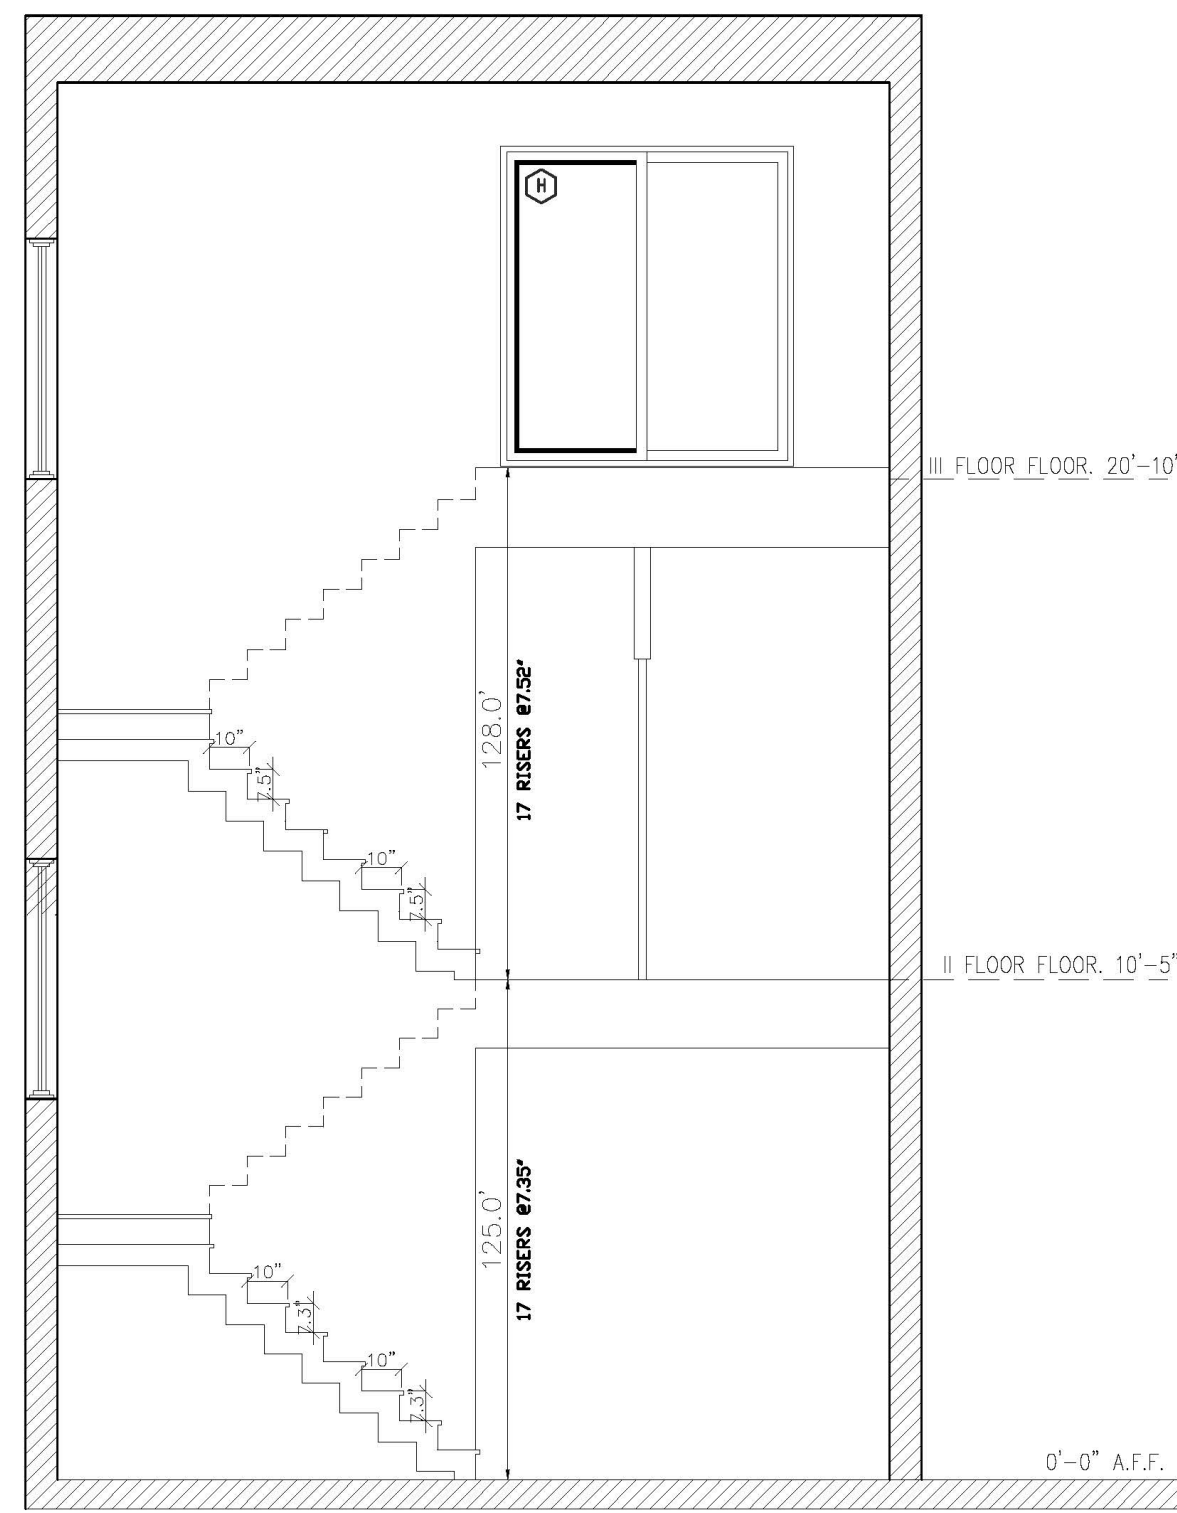 H
III FLOOR FLOOR. 20'-10'
10"
7.5"
128.0'
17 RISERS @7.52"
10"
7.5"
II FLOOR FLOOR. 10'-5"
125.0'
17 RISERS @7.35"
10"
7.3"
10"
7.3"
0'-0" A.F.F.